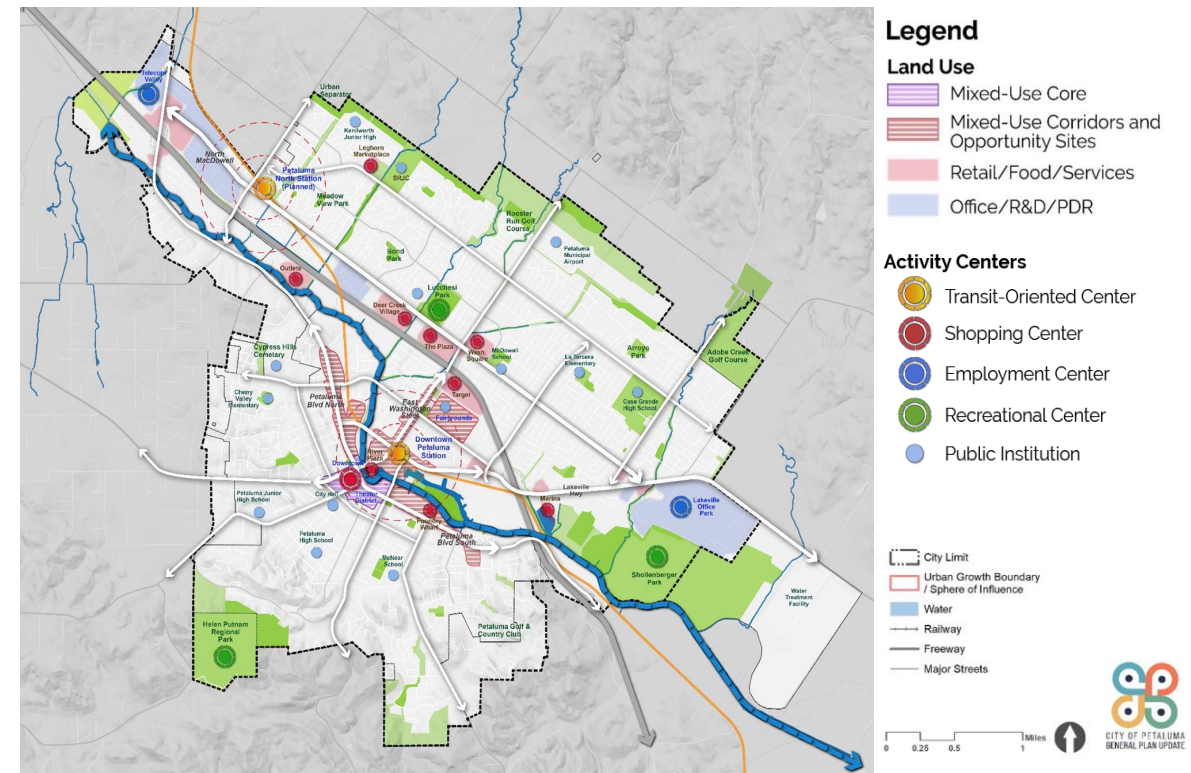 Telecom
Valley
Urban
Separator
Kenilworth
Junior High
North
MacDowell
Leghorn
Marketplace
SRJC
Petaluma
North Station
(Planned)
Meadow
View Park
Rooster
Run Golf
Course
Petaluma
Municipal
Airport
Bond
Park
Outlets
Lucchesi
Park
Deer Creek
Village
The Plaza
Wash.
Square
McDowell
School
La Tercera
Elementary
Arroyo
Park
Adobe Creek
Golf Course
Cypress Hills
Cemetary
Cherry
Valley
Elementary
Petaluma
Blvd North
East
Washington
Street
Target
Fairgrounds
Casa Grande
High School
Downtown
Petaluma
Station
River
Plaza
Downtown
Theater
District
City Hall
Petaluma Junior
High School
Petaluma
High School
McNear
School
Foundry
Wharf
Petaluma
Blvd South
Marina
Lakeville
Hwy
Lakeville
Office
Park
Shollenberger
Park
Water
Treatment
Facility
Helen Putnam
Regional
Park
Petaluma Golf &
Country Club
Legend
Land Use
Mixed-Use Core
Mixed-Use Corridors and
Opportunity Sites
Retail/Food/Services
Office/R&D/PDR
Activity Centers
Transit-Oriented Center
Shopping Center
Employment Center
Recreational Center
Public Institution
City Limit
Urban Growth Boundary
/ Sphere of Influence
Water
Railway
Freeway
Major Streets
Miles
0 0.25 0.5 1
CITY OF PETALUMA
GENERAL PLAN UPDATE